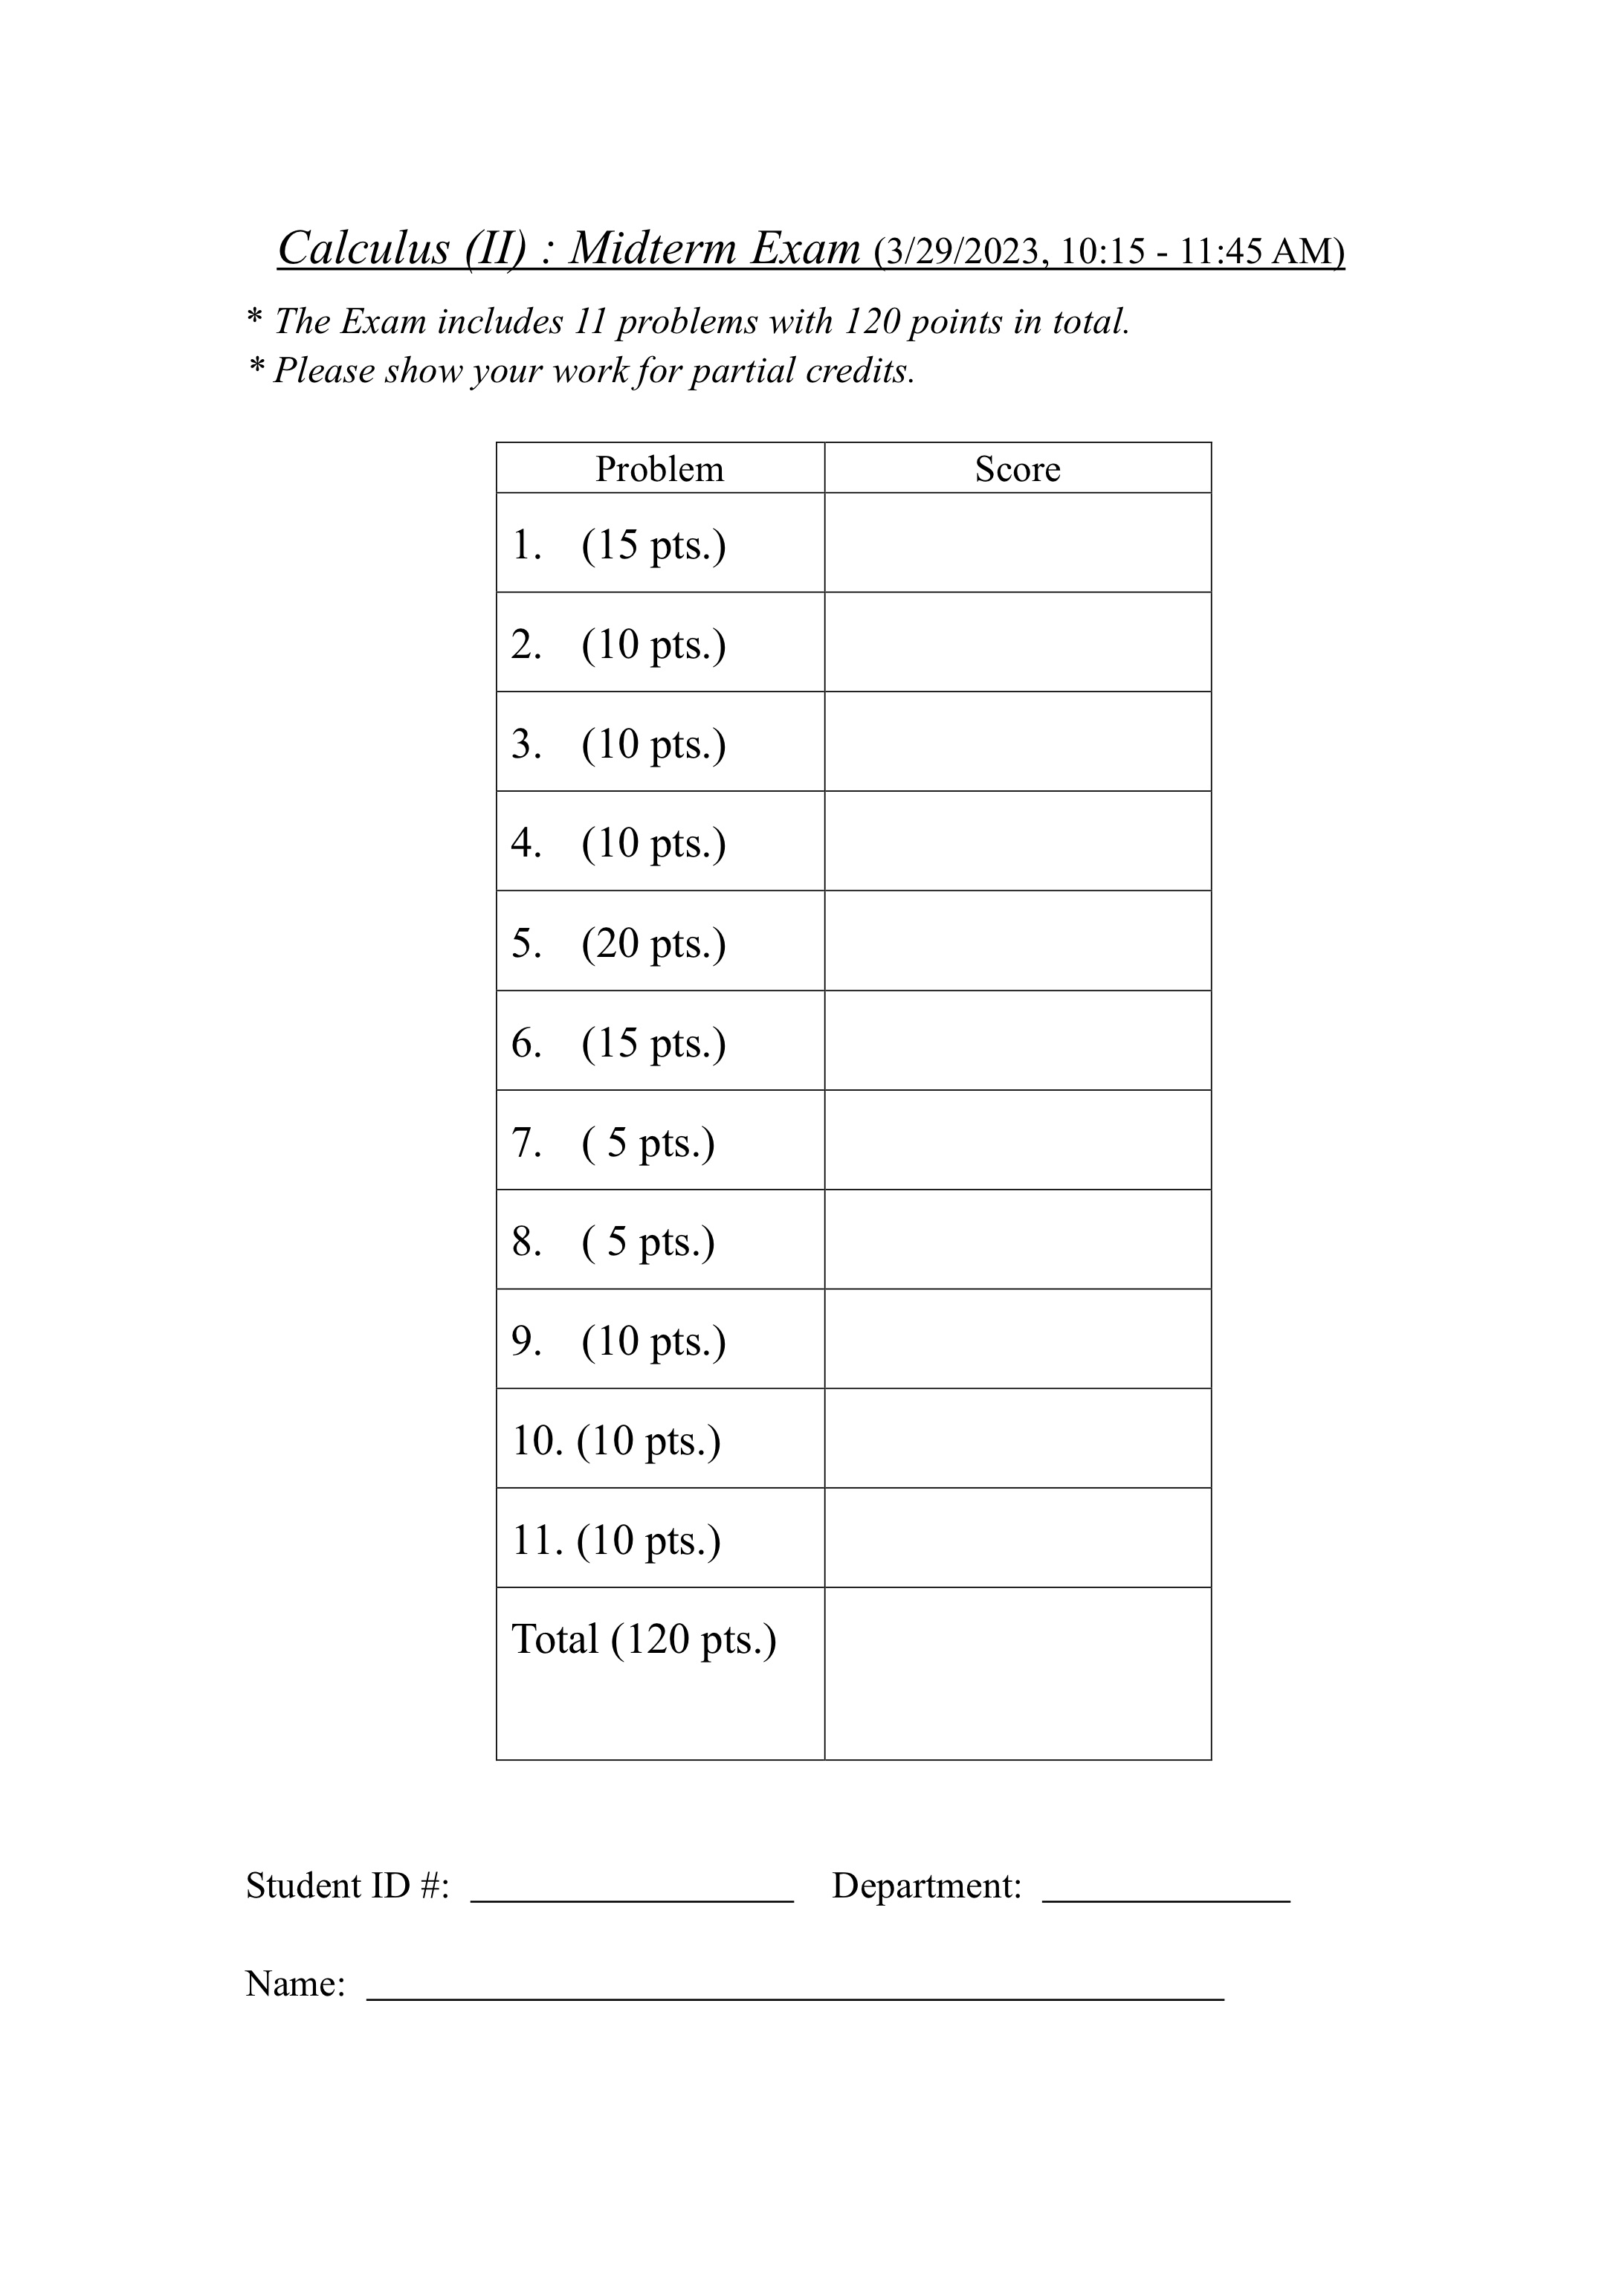 Calculus (II) : Midterm Exam (3/29/2023, 10:15 - 11:45 AM)
* The Exam includes 11 problems with 120 points in total.
* Please show your work for partial credits.
Problem Score
1. (15 pts.)
2. (10 pts.)
3. (10 pts.)
4. (10 pts.)
5. (20 pts.)
6. (15 pts.)
7. ( 5 pts.)
8. ( 5 pts.)
9. (10 pts.)
10. (10 pts.)
11. (10 pts.)
Total (120 pts.)
Student ID #: Department:
Name: